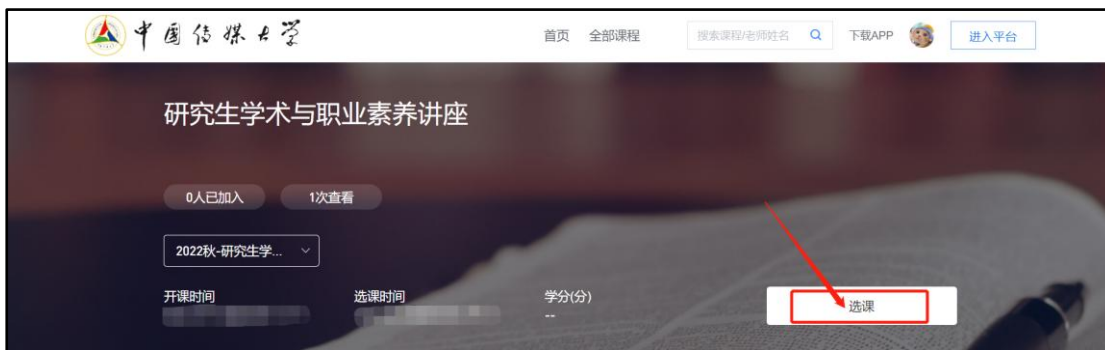 中国传媒大学 首页 全部课程 搜索课程/老师姓名 下载APP 进入平台
研究生学术与职业素养讲座
0人已加入 1次查看
2022秋-研究生学...
开课时间 选课时间 学分(分)
--
选课